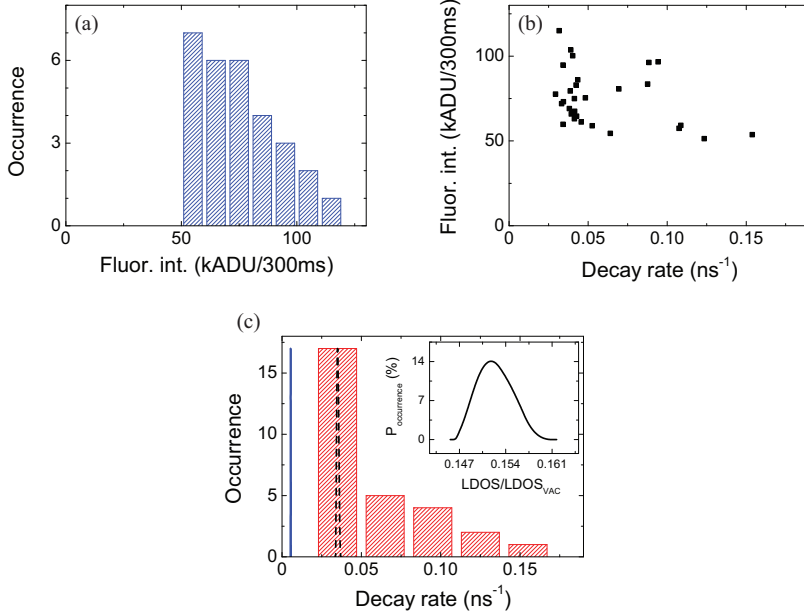 (a)
6
3
0
Occurrence
0
50
100
Fluor. int. (kADU/300ms)
(b)
100
50
0
Fluor. int. (kADU/300ms)
0
0.05
0.10
0.15
Decay rate (ns-1)
(c)
15
10
5
0
Occurrence
0
0.05
0.10
0.15
Decay rate (ns-1)
14
7
0
Poccurrence (%)
0.147
0.154
0.161
LDOS/LDOSVAC